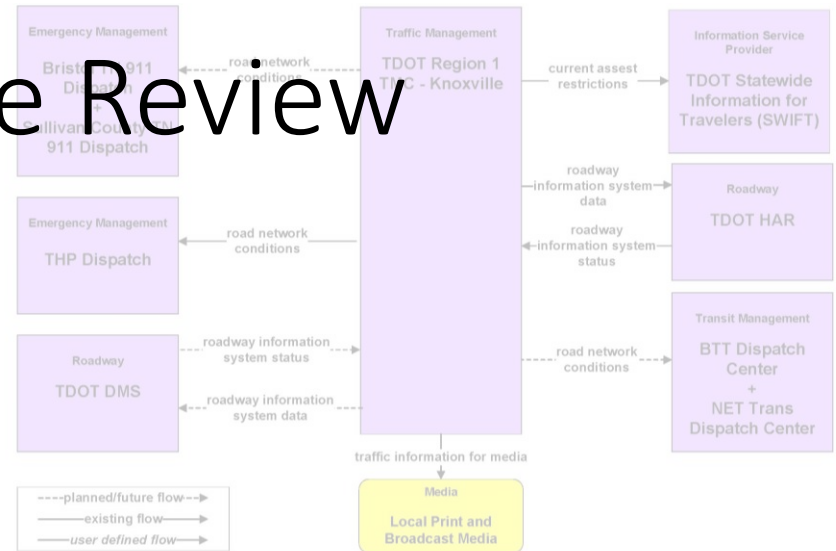 Emergency Management
Bristol TN 911
Dispatch
+
Sullivan County TN
911 Dispatch
e Review
road network
conditions
Traffic Management
TDOT Region 1
TMC - Knoxville
current assest
restrictions
Information Service
Provider
TDOT Statewide
Information for
Travelers (SWIFT)
roadway
information system
data
roadway
information system
status
Roadway
TDOT HAR
Emergency Management
THP Dispatch
road network
conditions
Roadway
TDOT DMS
roadway information
system status
roadway information
system data
road network
conditions
Transit Management
BTT Dispatch
Center
+
NET Trans
Dispatch Center
traffic information for media
Media
Local Print and
Broadcast Media
planned/future flow
existing flow
user defined flow